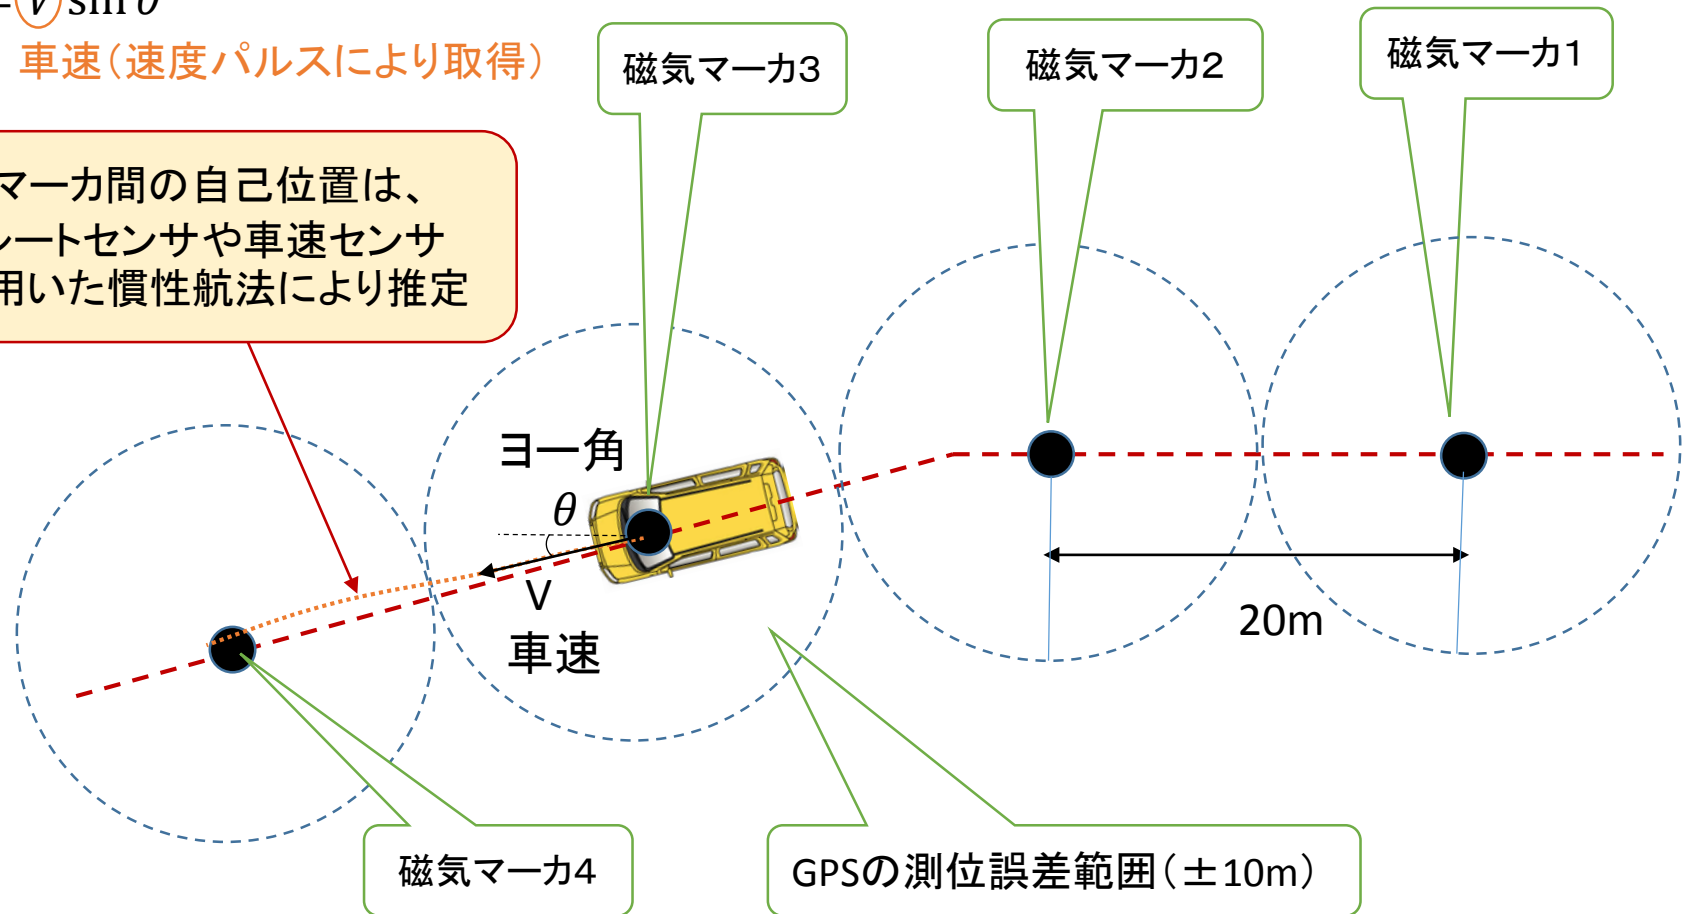 =V sin θ
車速（速度パルスにより取得）
磁気マーカ3
磁気マーカ2
磁気マーカ1
マーカ間の自己位置は、
レートセンサや車速センサ
用いた慣性航法により推定
ヨー角
θ
V
車速
20m
磁気マーカ4
GPSの測位誤差範囲（±10m）